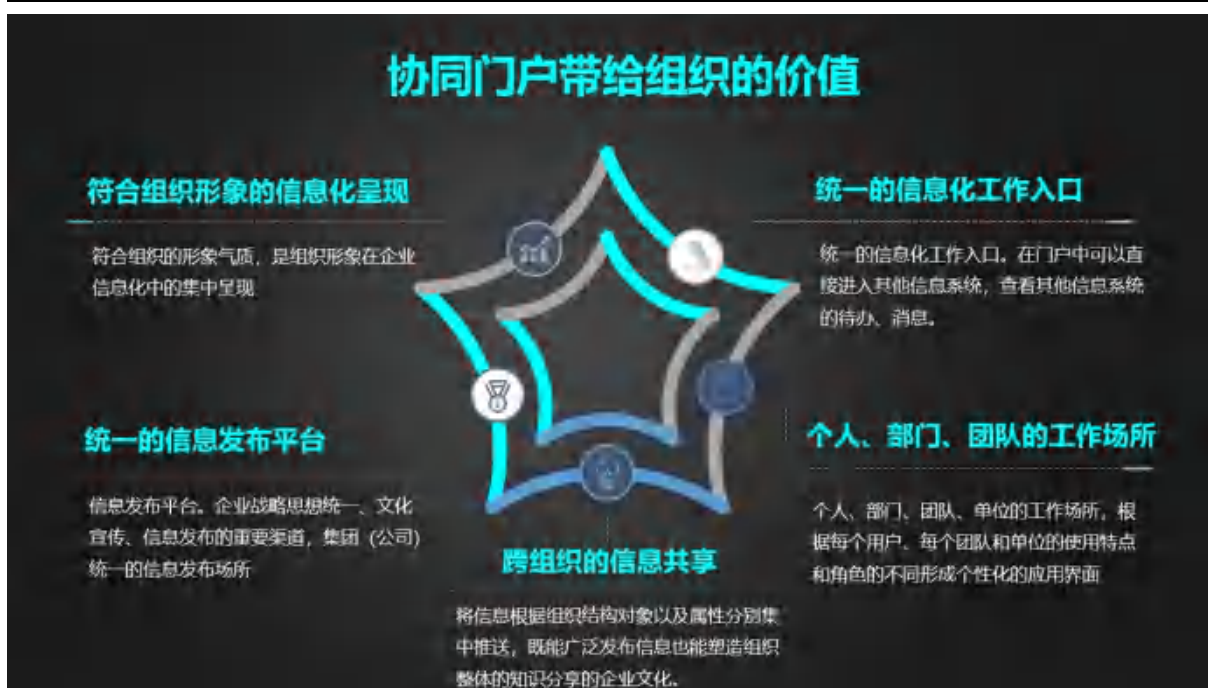 协同门户带给组织的价值
符合组织形象的信息化呈现
符合组织的形象气质，是组织形象在企业
信息化中的集中呈现
统一的信息化工作入口
统一的信息化工作入口。在门户中可以直
接进入其他信息系统，查看其他信息系统
的待办、消息。
统一的信息发布平台
信息发布平台。企业战略思想统一、文化
宣传、信息发布的重要渠道，集团（公司）
统一的信息发布场所
个人、部门、团队的工作场所
个人、部门、团队、单位的工作场所，根
据每个用户、每个团队和单位的使用特点
和角色的不同形成个性化的应用界面
跨组织的信息共享
将信息根据组织结构对象以及属性分别集
中推送，既能广泛发布信息也能塑造组织
整体的知识分享的企业文化。